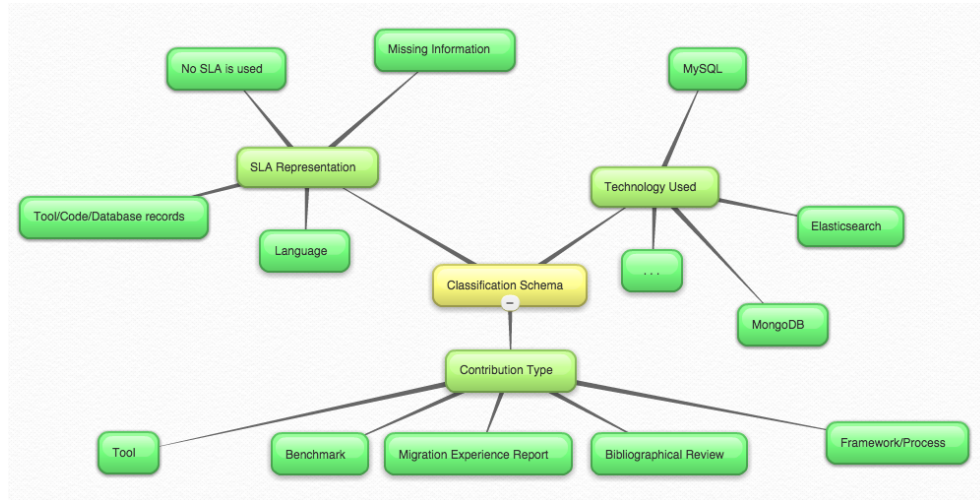 Missing Information
No SLA is used
MySQL
SLA Representation
Technology Used
Tool/Code/Database records
Elasticsearch
Language
. . .
Classification Schema
–
MongoDB
Contribution Type
Tool
Benchmark
Migration Experience Report
Bibliographical Review
Framework/Process